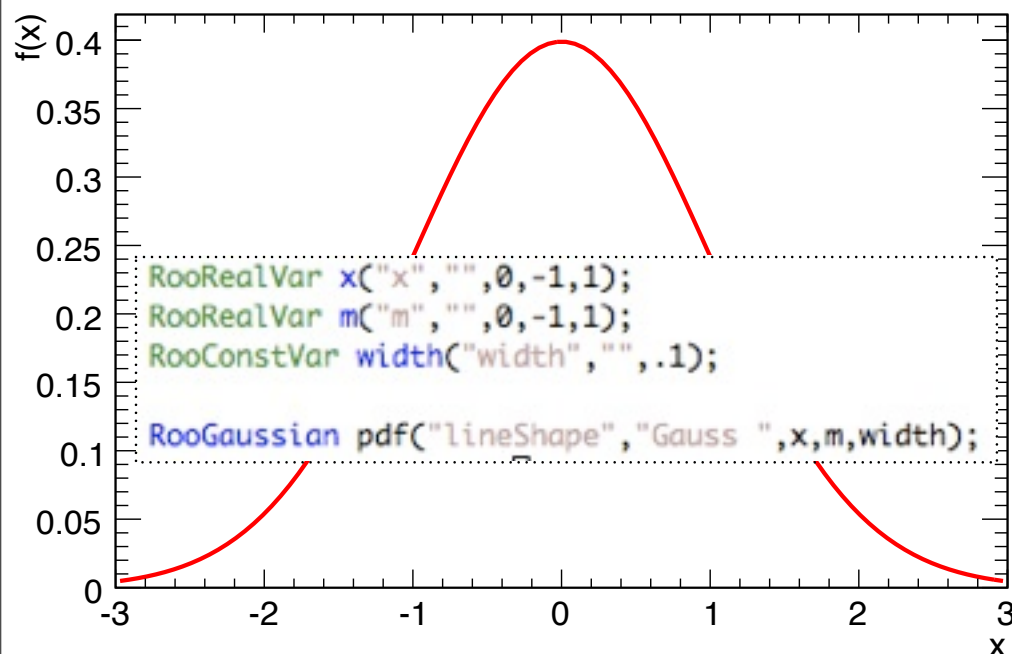 f(x)
0.4
0.35
0.3
0.25
RooRealVar x("x","",0,-1,1);
RooRealVar m("m","",0,-1,1);
0.2
RooConstVar width("width","",.1);
0.15
RooGaussian pdf("lineShape","Gauss ",x,m,width);
0.1
0.05
0
-3 -2 -1 0 1 2 3
x